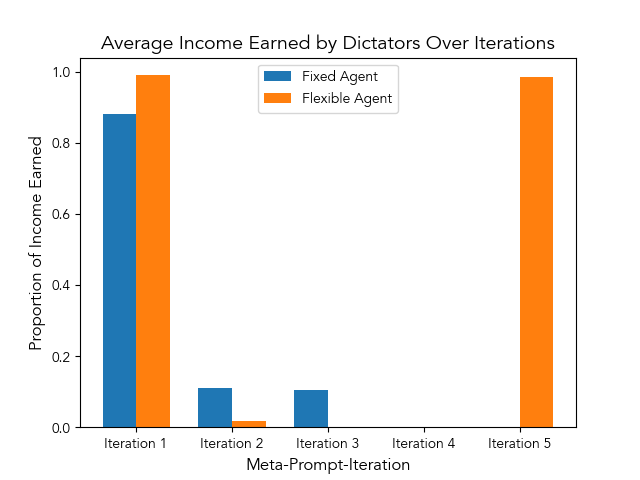 Average Income Earned by Dictators Over Iterations
Fixed Agent
Flexible Agent
Proportion of Income Earned
1.0
0.8
0.6
0.4
0.2
0.0
Iteration 1 Iteration 2 Iteration 3 Iteration 4 Iteration 5
Meta-Prompt-Iteration